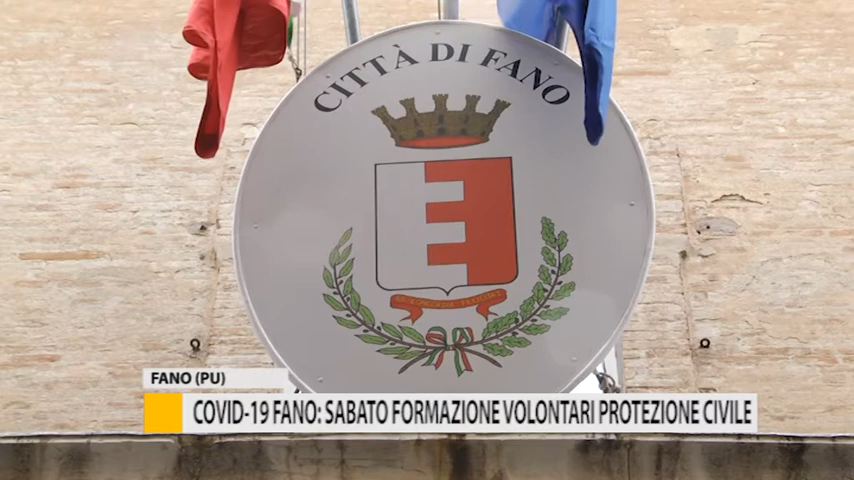 CITTÀ DI FANO
FANO (PU)
COVID-19 FANO: SABATO FORMAZIONE VOLONTARI PROTEZIONE CIVILE